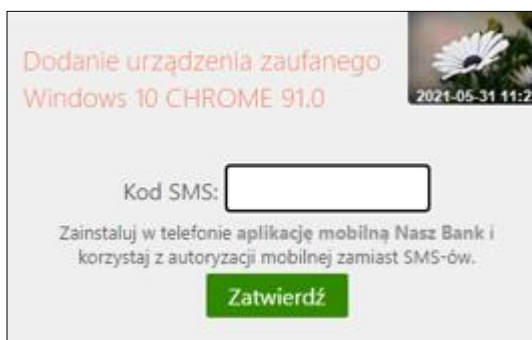 Dodanie urządzenia zaufanego
Windows 10 CHROME 91.0
2021-05-31 11:2
Kod SMS:
Zainstaluj w telefonie aplikację mobilną Nasz Bank i
korzystaj z autoryzacji mobilnej zamiast SMS-ów.
Zatwierdź